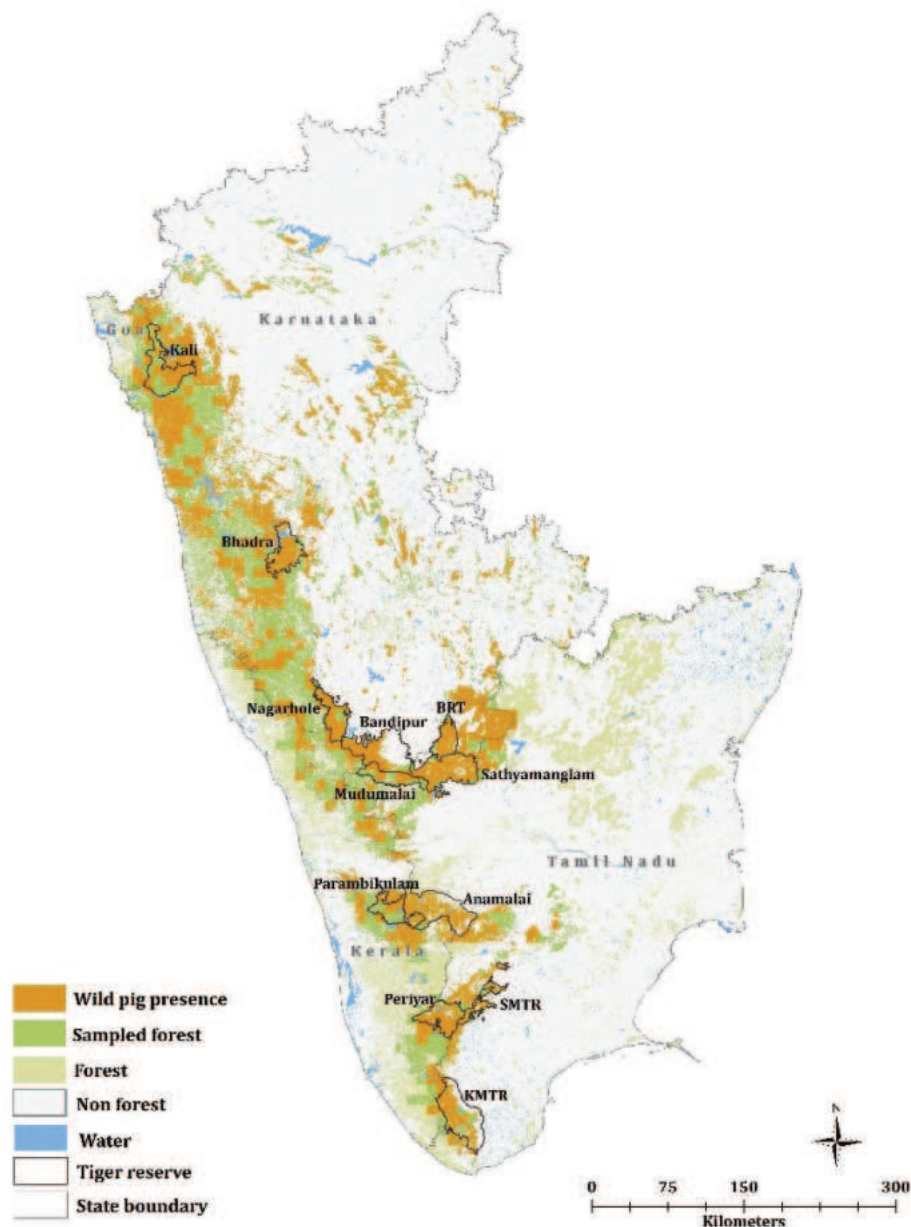 Karnataka
Goa
Kali
Bhadra
Nagarhole
Bandipur
BRT
Sathyamanglam
Mudumalai
Tamil Nadu
Parambikulam
Anamalai
Kerala
Periyar
SMTR
KMTR
Wild pig presence
Sampled forest
Forest
Non forest
Water
Tiger reserve
State boundary
N
0 75 150 300
Kilometers